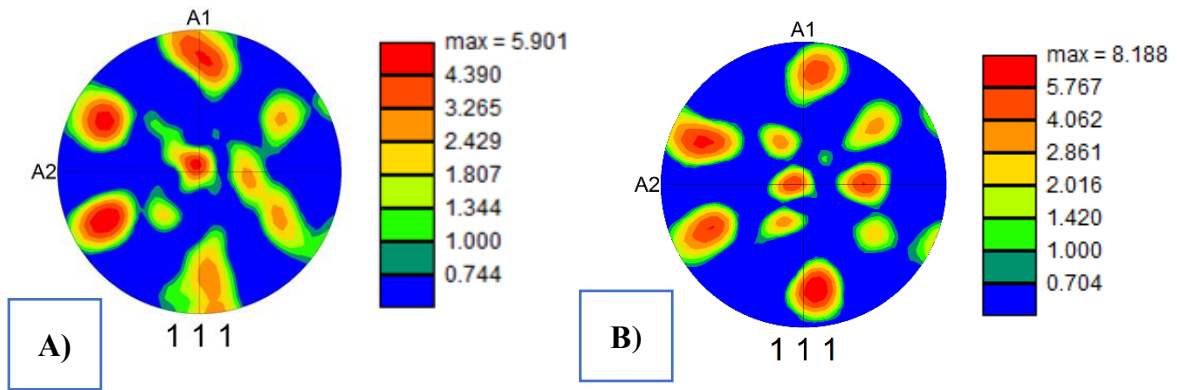 A1
A2
max = 5.901
4.390
3.265
2.429
1.807
1.344
1.000
0.744
1 1 1
A)
A1
A2
max = 8.188
5.767
4.062
2.861
2.016
1.420
1.000
0.704
1 1 1
B)